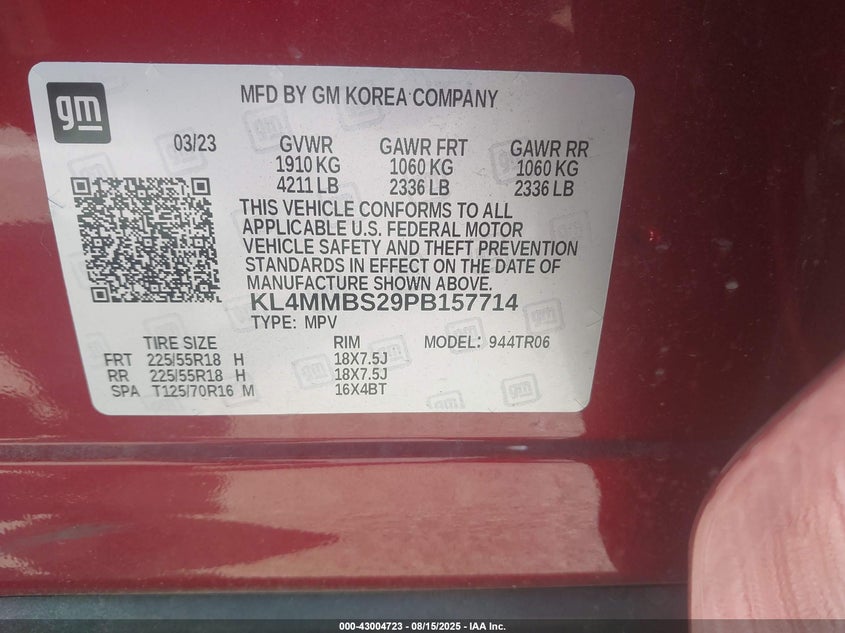 gm
MFD BY GM KOREA COMPANY
03/23 GVWR GAWR FRT GAWR RR
1910 KG 1060 KG 1060 KG
4211 LB 2336 LB 2336 LB
THIS VEHICLE CONFORMS TO ALL
APPLICABLE U.S. FEDERAL MOTOR
VEHICLE SAFETY AND THEFT PREVENTION
STANDARDS IN EFFECT ON THE DATE OF
MANUFACTURE SHOWN ABOVE.
KL4MMBS29PB157714
TYPE: MPV
TIRE SIZE RIM MODEL: 944TR06
FRT 225/55R18 H 18X7.5J
RR 225/55R18 H 18X7.5J
SPA T125/70R16 M 16X4BT
000-43004723 - 08/15/2025 - IAA Inc.